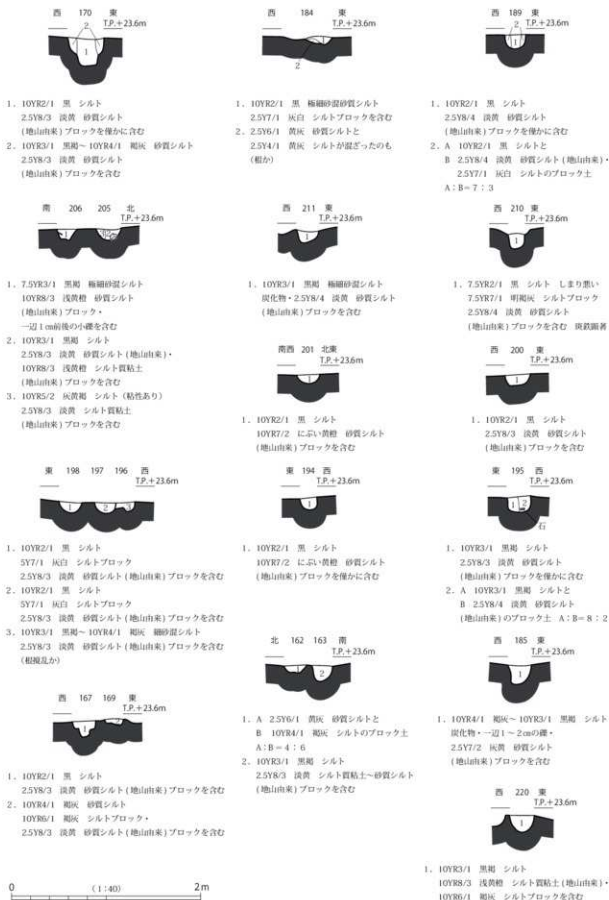 西 170 東
T.P.+23.6m
2
1
1. 10YR2/1 黒 シルト
2.5Y8/3 淡黄 砂質シルト
(地山由来)ブロックを僅かに含む
2. 10YR3/1 黒褐～10YR4/1 褐灰 砂質シルト
2.5Y8/3 淡黄 砂質シルト
(地山由来)ブロックを含む
南 206 205 北
T.P.+23.6m
1. 7.5YR3/1 黒褐 極細砂混シルト
10YR8/3 浅黄橙 砂質シルト
(地山由来)ブロック・
一辺1cm前後の小礫を含む
2. 10YR3/1 黒褐 シルト
2.5Y8/3 淡黄 砂質シルト(地山由来)・
10YR8/3 浅黄橙 シルト質粘土
(地山由来)ブロックを含む
3. 10YR5/2 灰黄褐 シルト(粘性あり)
2.5Y8/3 淡黄 シルト質粘土
(地山由来)ブロックを含む
東 198 197 196 西
T.P.+23.6m
1 2 3
1. 10YR2/1 黒 シルト
5Y7/1 灰白 シルトブロック
2.5Y8/3 淡黄 砂質シルト(地山由来)ブロックを含む
2. 10YR2/1 黒 シルト
5Y7/1 灰白 シルトブロック
2.5Y8/3 淡黄 砂質シルト(地山由来)ブロックを含む
3. 10YR3/1 黒褐～10YR4/1 褐灰 細砂混シルト
2.5Y8/3 淡黄 砂質シルト(地山由来)ブロックを含む
(根撹乱か)
西 167 169 東
T.P.+23.6m
1 2
1. 10YR2/1 黒 シルト
2.5Y8/3 淡黄 砂質シルト(地山由来)ブロックを含む
2. 10YR4/1 褐灰 砂質シルト
10YR6/1 褐灰 シルトブロック・
2.5Y8/3 淡黄 砂質シルト(地山由来)ブロックを含む
0 (1:40) 2m
西 184 東
T.P.+23.6m
1
2
1. 10YR2/1 黒 極細砂混砂質シルト
2.5Y7/1 灰白 シルトブロックを含む
2. 2.5Y6/1 黄灰 砂質シルトと
2.5Y4/1 黄灰 シルトが混ざったのも
(根か)
西 211 東
T.P.+23.6m
1
1. 10YR3/1 黒褐 極細砂混シルト
炭化物・2.5Y8/4 淡黄 砂質シルト
(地山由来)ブロックを含む
南西 201 北東
T.P.+23.6m
1
1. 10YR2/1 黒 シルト
10YR7/2 にぶい黄橙 砂質シルト
(地山由来)ブロックを含む
東 194 西
T.P.+23.6m
1
1. 10YR2/1 黒 シルト
10YR7/2 にぶい黄橙 砂質シルト
(地山由来)ブロックを僅かに含む
北 162 163 南
T.P.+23.6m
1 2
1. A 2.5Y6/1 黄灰 砂質シルトと
B 10YR4/1 褐灰 シルトのブロック土
A:B=4:6
2. 10YR3/1 黒褐 シルト
2.5Y8/3 淡黄 シルト質粘土～砂質シルト
(地山由来)ブロックを含む
西 189 東
T.P.+23.6m
2
1
1. 10YR2/1 黒 シルト
2.5Y8/4 淡黄 砂質シルト
(地山由来)ブロックを僅かに含む
2. A 10YR2/1 黒 シルトと
B 2.5Y8/4 淡黄 砂質シルト(地山由来)・
2.5Y7/1 灰白 シルトのブロック土
A:B=7:3
西 210 東
T.P.+23.6m
1
1. 7.5YR2/1 黒 シルト しまり悪い
7.5YR7/1 明褐灰 シルトブロック
2.5Y8/4 淡黄 砂質シルト
(地山由来)ブロックを含む 斑鉄顕著
西 200 東
T.P.+23.6m
1
1. 10YR2/1 黒 シルト
2.5Y8/3 淡黄 砂質シルト
(地山由来)ブロックを含む
東 195 西
T.P.+23.6m
1 2
石
1. 10YR3/1 黒褐 シルト
2.5Y8/3 淡黄 砂質シルト
(地山由来)ブロックを僅かに含む
2. A 10YR3/1 黒褐 シルトと
B 2.5Y8/4 淡黄 砂質シルト
(地山由来)のブロック土 A:B=8:2
西 185 東
T.P.+23.6m
1
1. 10YR4/1 褐灰～10YR3/1 黒褐 シルト
炭化物・一辺1～2cmの礫・
2.5Y7/2 灰黄 砂質シルト
(地山由来)ブロックを含む
西 220 東
T.P.+23.6m
1
1. 10YR3/1 黒褐 シルト
10YR8/3 浅黄橙 シルト質粘土(地山由来)・
10YR6/1 褐灰 シルトブロックを含む